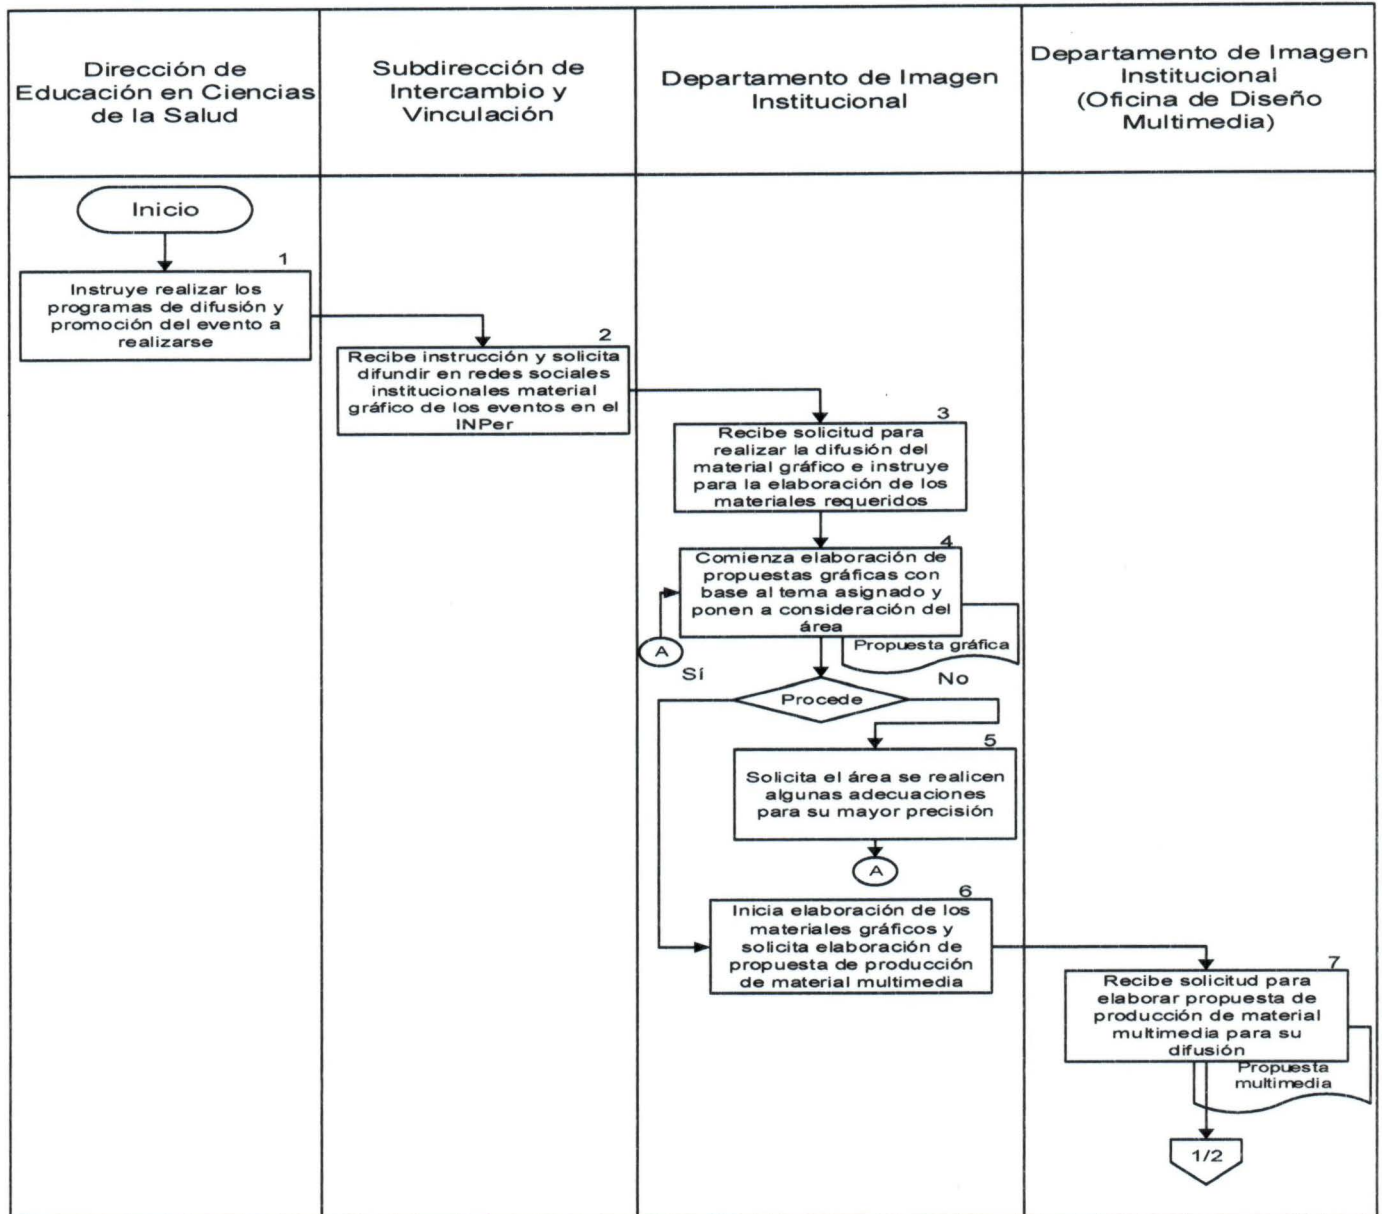 Dirección de
Educación en Ciencias
de la Salud
Subdirección de
Intercambio y
Vinculación
Departamento de Imagen
Institucional
Departamento de Imagen
Institucional
(Oficina de Diseño
Multimedia)
Inicio
1
Instruye realizar los
programas de difusión y
promoción del evento a
realizarse
2
Recibe instrucción y solicita
difundir en redes sociales
institucionales material
gráfico de los eventos en el
INPer
3
Recibe solicitud para
realizar la difusión del
material gráfico e instruye
para la elaboración de los
materiales requeridos
4
Comienza elaboración de
propuestas gráficas con
base al tema asignado y
ponen a consideración del
área
Propuesta gráfica
A
Sí
No
Procede
5
Solicita el área se realicen
algunas adecuaciones
para su mayor precisión
A
6
Inicia elaboración de los
materiales gráficos y
solicita elaboración de
propuesta de producción
de material multimedia
7
Recibe solicitud para
elaborar propuesta de
producción de material
multimedia para su
difusión
Propuesta
multimedia
1/2